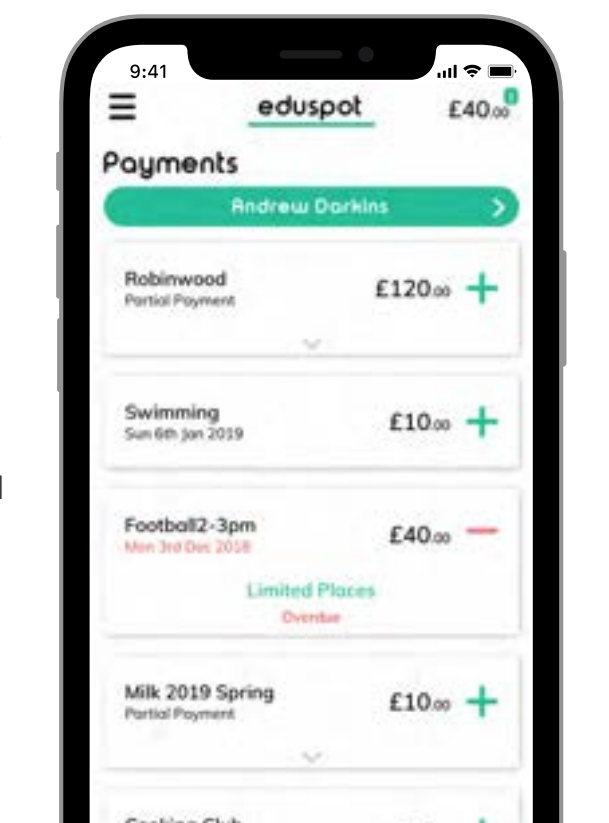 9:41
eduspot
£40.00
Payments
Andrew Darkins
Robinwood
Partial Payment
£120.00
Swimming
Sun 6th Jan 2019
£10.00
Football2-3pm
Mon 3rd Dec 2018
£40.00
Limited Places
Overdue
Milk 2019 Spring
Partial Payment
£10.00
Cooking Club